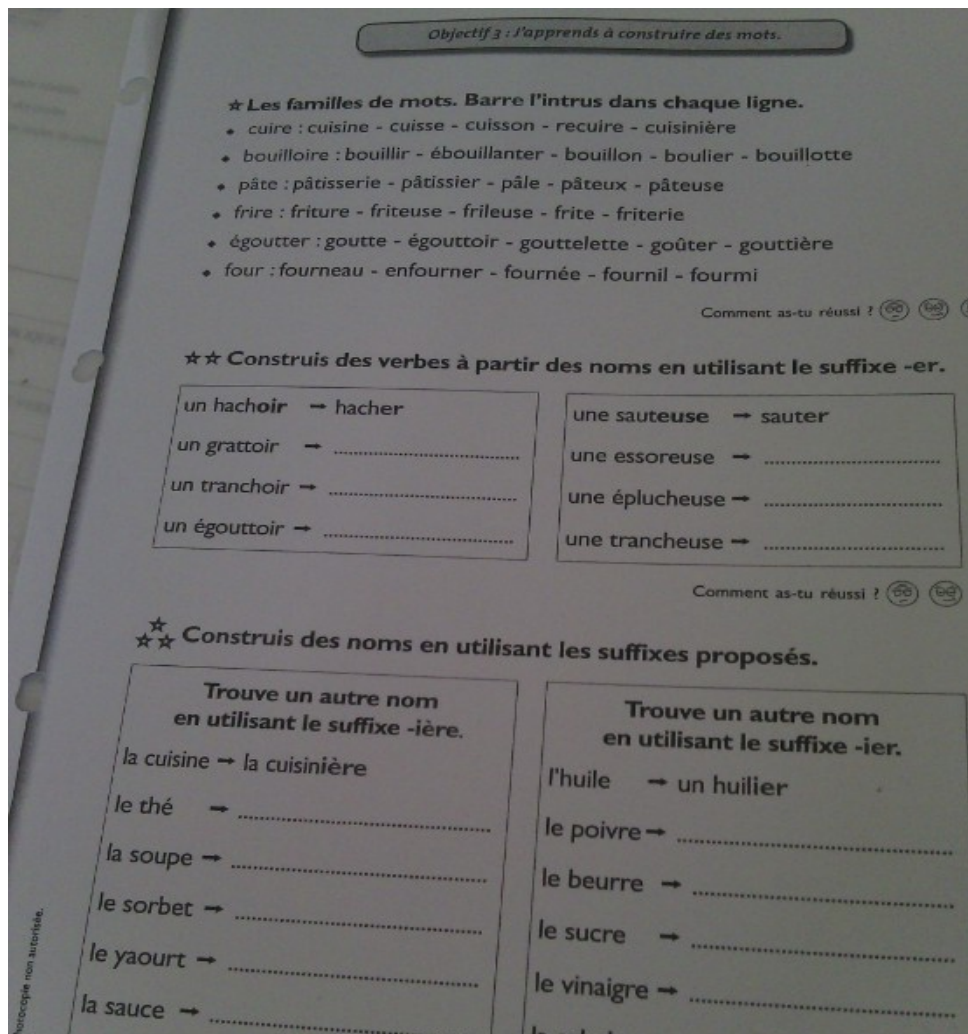 Objectif 3 : J'apprends à construire des mots.
☆ Les familles de mots. Barre l'intrus dans chaque ligne.
• cuire : cuisine - cuisse - cuisson - recuire - cuisinière
• bouilloire : bouillir - ébouillanter - bouillon - boulier - bouillotte
• pâte : pâtisserie - pâtissier - pâle - pâteux - pâteuse
• frire : friture - friteuse - frileuse - frite - friterie
• égoutter : goutte - égouttoir - gouttelette - goûter - gouttière
• four : fourneau - enfourner - fournée - fournil - fourmi
Comment as-tu réussi ?
☆☆ Construis des verbes à partir des noms en utilisant le suffixe -er.
un hachoir → hacher
un grattoir → ........................
un tranchoir → ........................
un égouttoir → ........................
une sauteuse → sauter
une essoreuse → ........................
une éplucheuse → ........................
une trancheuse → ........................
Comment as-tu réussi ?
☆☆☆ Construis des noms en utilisant les suffixes proposés.
Trouve un autre nom
en utilisant le suffixe -ière.
la cuisine → la cuisinière
le thé → ........................
la soupe → ........................
le sorbet → ........................
le yaourt → ........................
la sauce → ........................
Trouve un autre nom
en utilisant le suffixe -ier.
l'huile → un huilier
le poivre → ........................
le beurre → ........................
le sucre → ........................
le vinaigre → ........................
non autorisée.